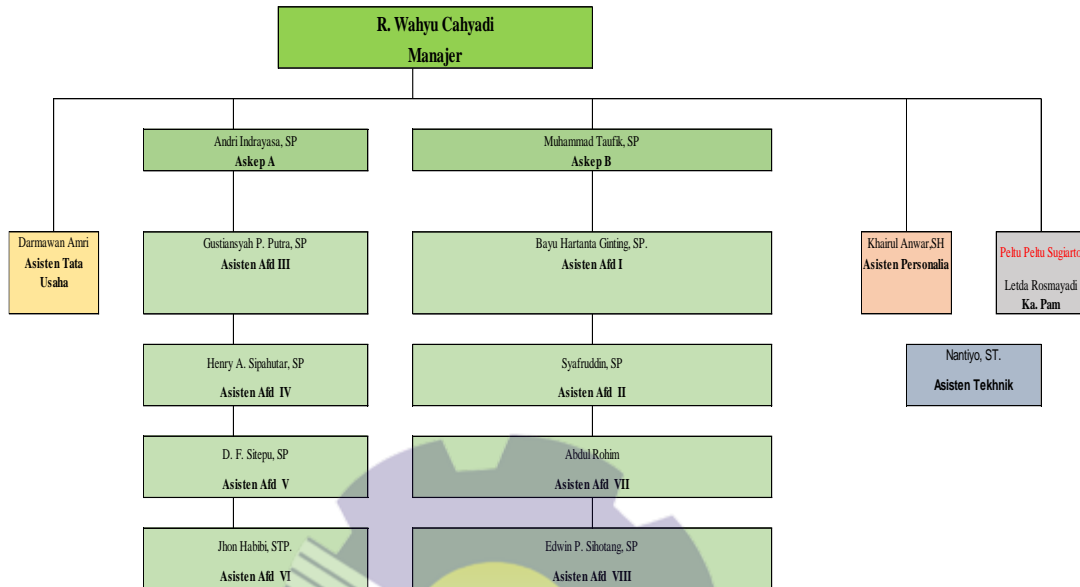 R. Wahyu Cahyadi
Manajer
Andri Indrayasa, SP
Askep A
Muhammad Taufik, SP
Askep B
Darmawan Amri
Asisten Tata
Usaha
Gustiansyah P. Putra, SP
Asisten Afd III
Bayu Hartanta Ginting, SP.
Asisten Afd I
Khairul Anwar,SH
Asisten Personalia
Peltu Peltu Sugiarto
Letda Rosmayadi
Ka. Pam
Henry A. Sipahutar, SP
Asisten Afd IV
Syafruddin, SP
Asisten Afd II
Nantiyo, ST.
Asisten Tekhnik
D. F. Sitepu, SP
Asisten Afd V
Abdul Rohim
Asisten Afd VII
Jhon Habibi, STP.
Asisten Afd VI
Edwin P. Sihotang, SP
Asisten Afd VIII